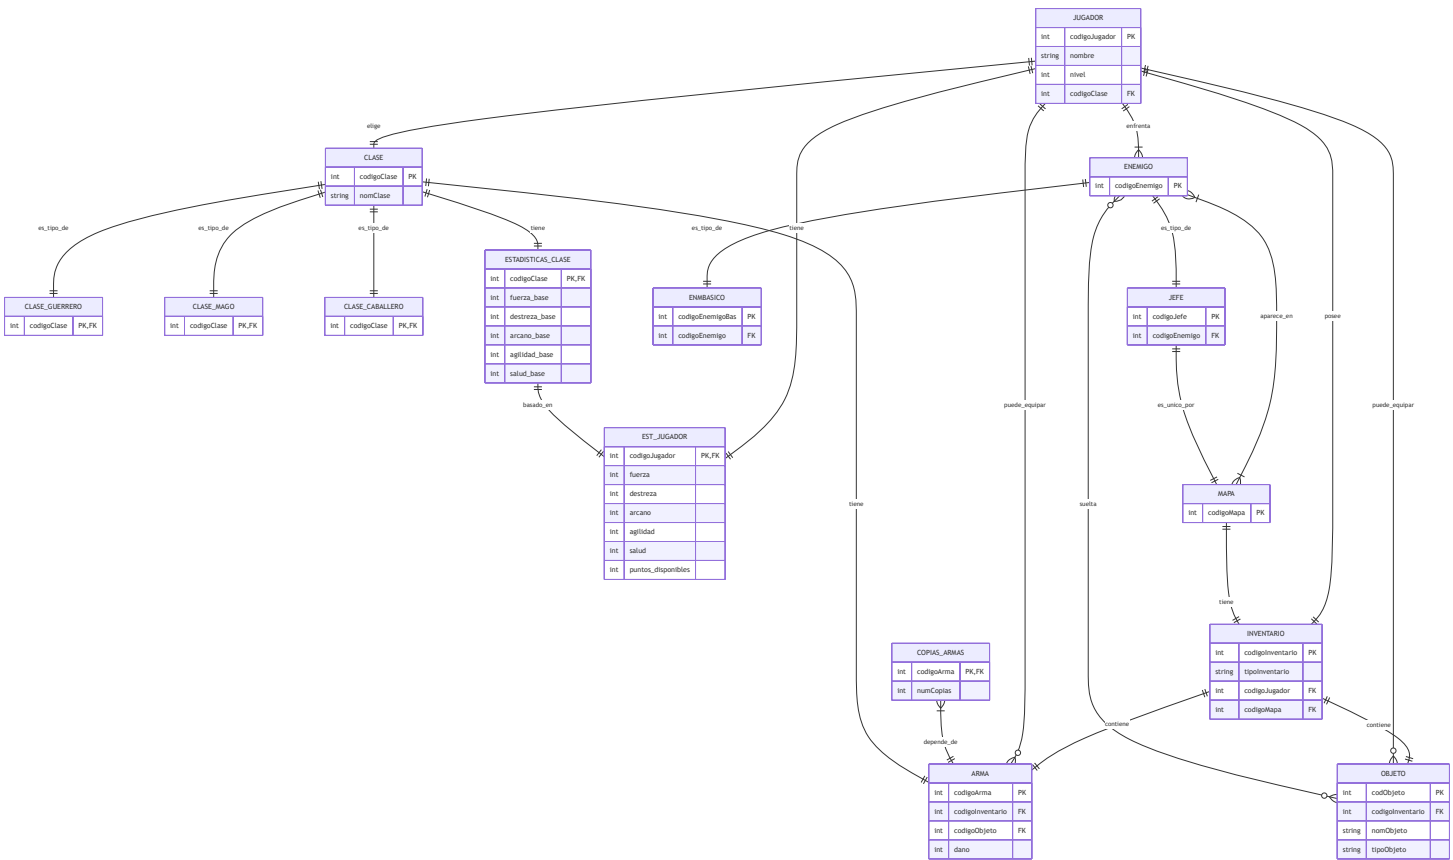 JUGADOR
int codigoJugador PK
string nombre
int nivel
int codigoClase FK
elige
enfrenta
CLASE
int codigoClase PK
string nomClase
ENEMIGO
int codigoEnemigo PK
es_tipo_de
es_tipo_de
es_tipo_de
tiene
es_tipo_de
tiene
es_tipo_de
ESTADISTICAS_CLASE
int codigoClase PK,FK
int fuerza_base
int destreza_base
int arcano_base
int agilidad_base
int salud_base
CLASE_GUERRERO
int codigoClase PK,FK
CLASE_MAGO
int codigoClase PK,FK
CLASE_CABALLERO
int codigoClase PK,FK
ENMBASICO
int codigoEnemigoBas PK
int codigoEnemigo FK
JEFE
int codigoJefe PK
int codigoEnemigo FK
aparece_en
posee
basado_en
puede_equipar
es_unico_por
puede_equipar
EST_JUGADOR
int codigoJugador PK,FK
int fuerza
int destreza
int arcano
int agilidad
int salud
int puntos_disponibles
MAPA
int codigoMapa PK
tiene
suelta
tiene
INVENTARIO
int codigoInventario PK
string tipoInventario
int codigoJugador FK
int codigoMapa FK
COPIAS_ARMAS
int codigoArma PK,FK
int numCopias
contiene
contiene
depende_de
ARMA
int codigoArma PK
int codigoInventario FK
int codigoObjeto FK
int dano
OBJETO
int codObjeto PK
int codigoInventario FK
string nomObjeto
string tipoObjeto